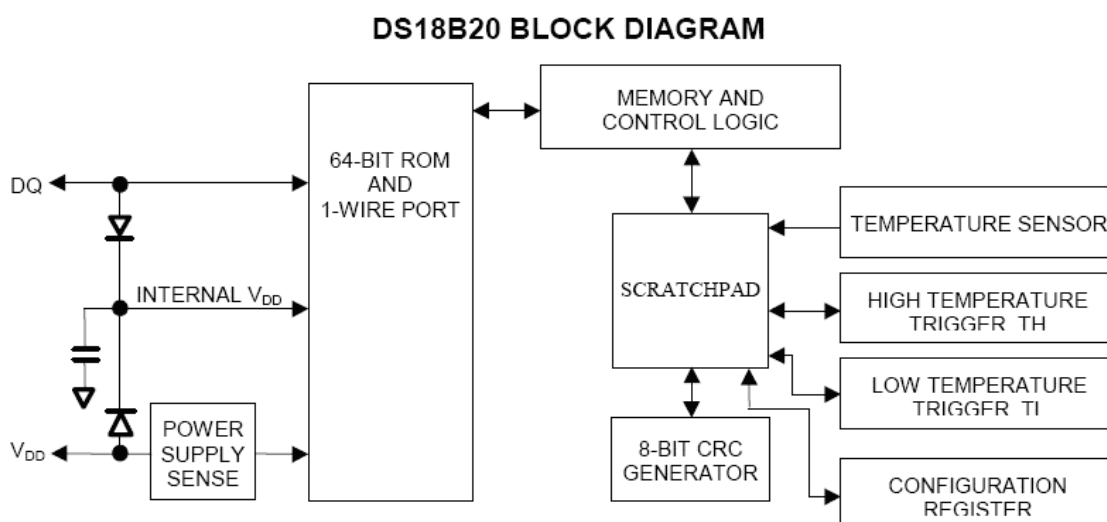 DS18B20 BLOCK DIAGRAM
MEMORY AND
CONTROL LOGIC
64-BIT ROM
AND
1-WIRE PORT
DQ
INTERNAL VDD
VDD
POWER
SUPPLY
SENSE
SCRATCHPAD
8-BIT CRC
GENERATOR
TEMPERATURE SENSOR
HIGH TEMPERATURE
TRIGGER TH
LOW TEMPERATURE
TRIGGER TL
CONFIGURATION
REGISTER